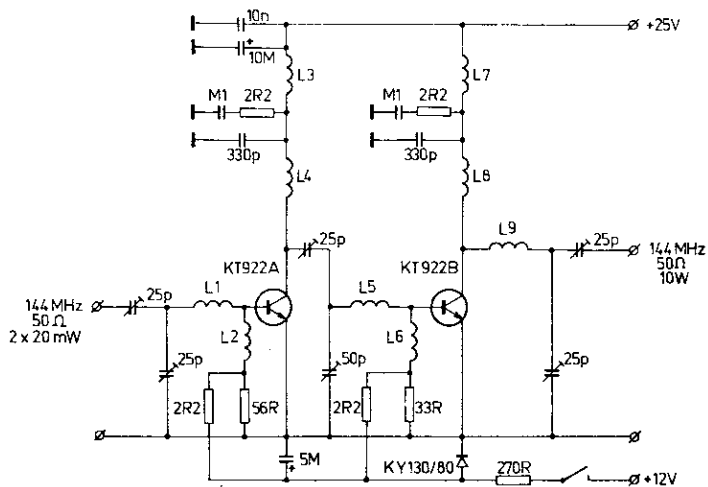 10n
+25V
+
10M
L3
L7
M1
2R2
M1
2R2
330p
330p
L4
L8
L9
25p
25p
KT922A
KT922B
144 MHz
50Ω
10W
L1
L5
25p
144 MHz
50 Ω
2 x 20 mW
L2
L6
25p
50p
25p
2R2
56R
2R2
33R
5M
+
KY130/80
270R
+12V